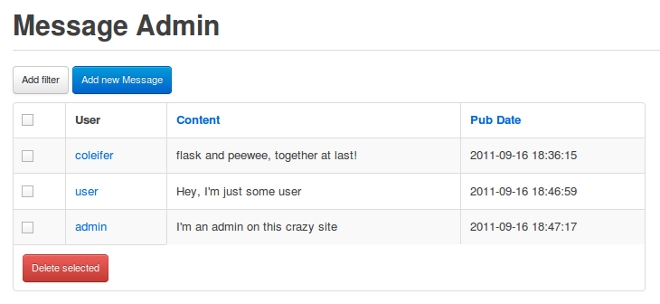 Message Admin
Add filter Add new Message
User Content Pub Date
coleifer flask and peewee, together at last! 2011-09-16 18:36:15
user Hey, I'm just some user 2011-09-16 18:46:59
admin I'm an admin on this crazy site 2011-09-16 18:47:17
Delete selected